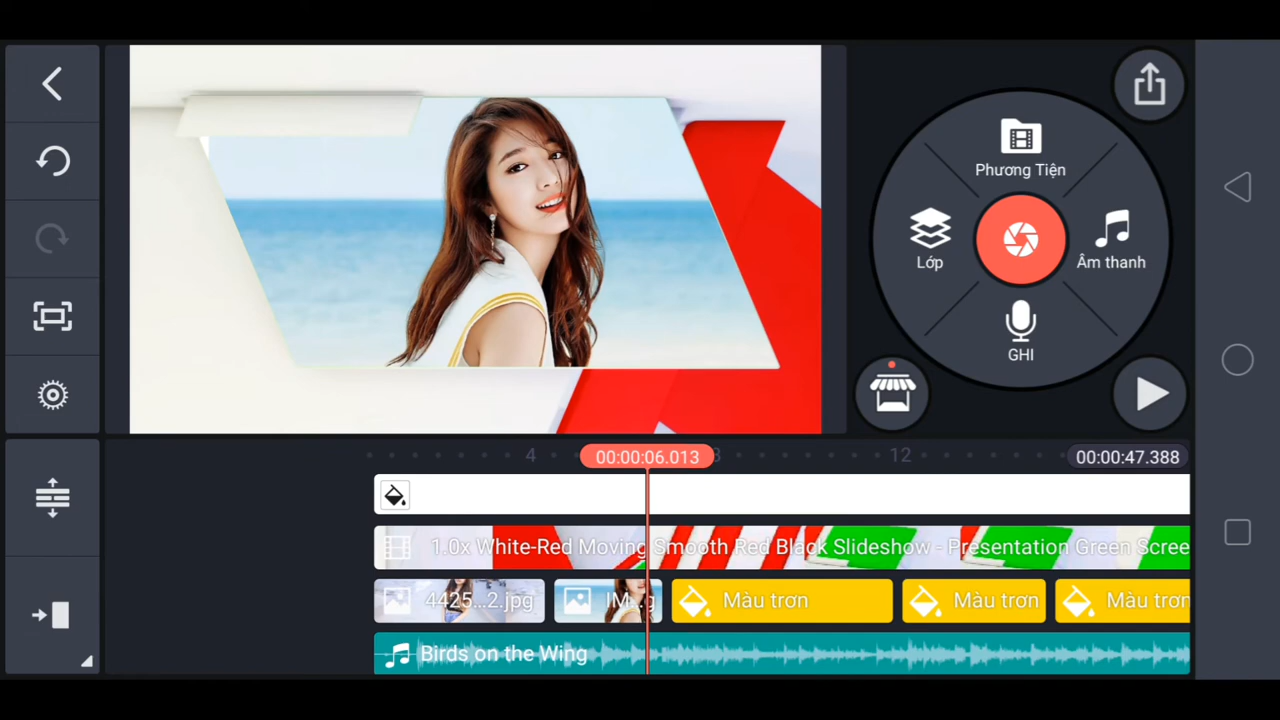 Phương Tiện
Lớp
Âm thanh
GHI
4
00:00:06.013
8
12
00:00:47.388
1.0x White-Red Moving Smooth Red Black Slideshow - Presentation Green Scree
4425...2.jpg
IM...g
Màu trơn
Màu trơn
Màu trơn
Birds on the Wing